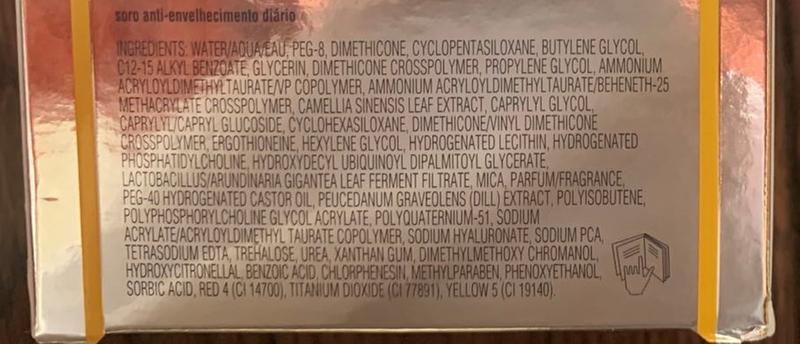 soro anti-envelhecimento diário
INGREDIENTS: WATER/AQUA/EAU, PEG-8, DIMETHICONE, CYCLOPENTASILOXANE, BUTYLENE GLYCOL,
C12-15 ALKYL BENZOATE, GLYCERIN, DIMETHICONE CROSSPOLYMER, PROPYLENE GLYCOL, AMMONIUM
ACRYLOYLDIMETHYLTAURATE/VP COPOLYMER, AMMONIUM ACRYLOYLDIMETHYLTAURATE/BEHENETH-25
METHACRYLATE CROSSPOLYMER, CAMELLIA SINENSIS LEAF EXTRACT, CAPRYLYL GLYCOL,
CAPRYLYL/CAPRYL GLUCOSIDE, CYCLOHEXASILOXANE, DIMETHICONE/VINYL DIMETHICONE
CROSSPOLYMER, ERGOTHIONEINE, HEXYLENE GLYCOL, HYDROGENATED LECITHIN, HYDROGENATED
PHOSPHATIDYLCHOLINE, HYDROXYDECYL UBIQUINOYL DIPALMITOYL GLYCERATE,
LACTOBACILLUS/ARUNDINARIA GIGANTEA LEAF FERMENT FILTRATE, MICA, PARFUM/FRAGRANCE,
PEG-40 HYDROGENATED CASTOR OIL, PEUCEDANUM GRAVEOLENS (DILL) EXTRACT, POLYISOBUTENE,
POLYPHOSPHORYLCHOLINE GLYCOL ACRYLATE, POLYQUATERNIUM-51, SODIUM
ACRYLATE/ACRYLOYLDIMETHYL TAURATE COPOLYMER, SODIUM HYALURONATE, SODIUM PCA,
TETRASODIUM EDTA, TREHALOSE, UREA, XANTHAN GUM, DIMETHYLMETHOXY CHROMANOL,
HYDROXYCITRONELLAL, BENZOIC ACID, CHLORPHENESIN, METHYLPARABEN, PHENOXYETHANOL,
SORBIC ACID, RED 4 (CI 14700), TITANIUM DIOXIDE (CI 77891), YELLOW 5 (CI 19140).